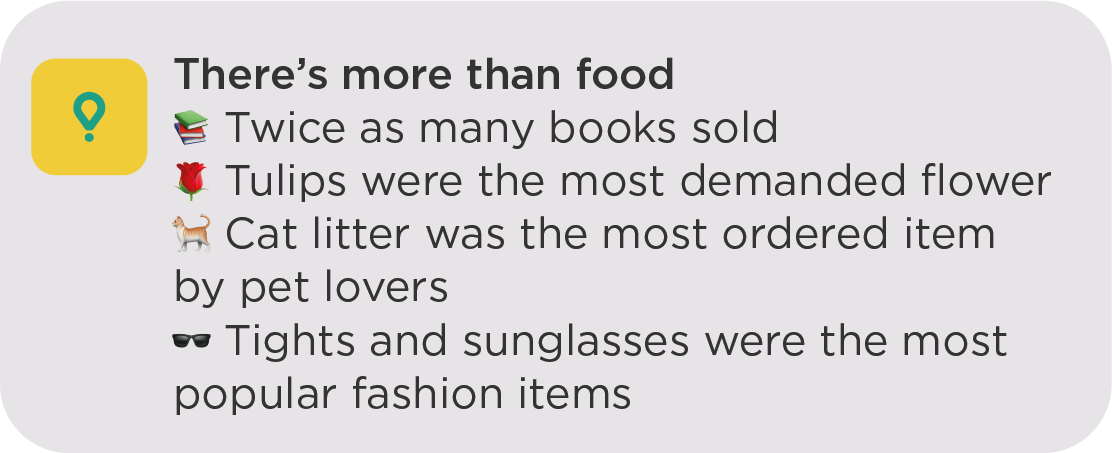 There’s more than food
📚 Twice as many books sold
🌹 Tulips were the most demanded flower
🐈 Cat litter was the most ordered item
by pet lovers
🕶️ Tights and sunglasses were the most
popular fashion items